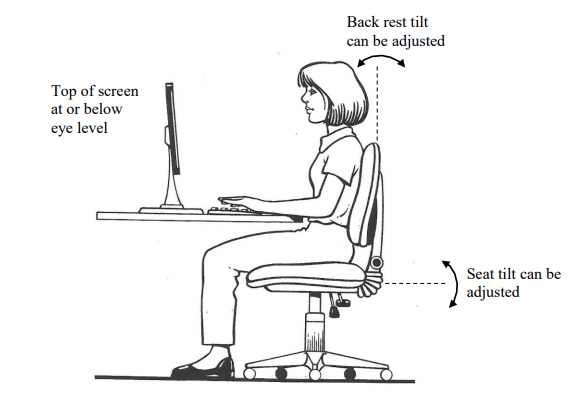 Back rest tilt
can be adjusted
Top of screen
at or below
eye level
Seat tilt can be
adjusted